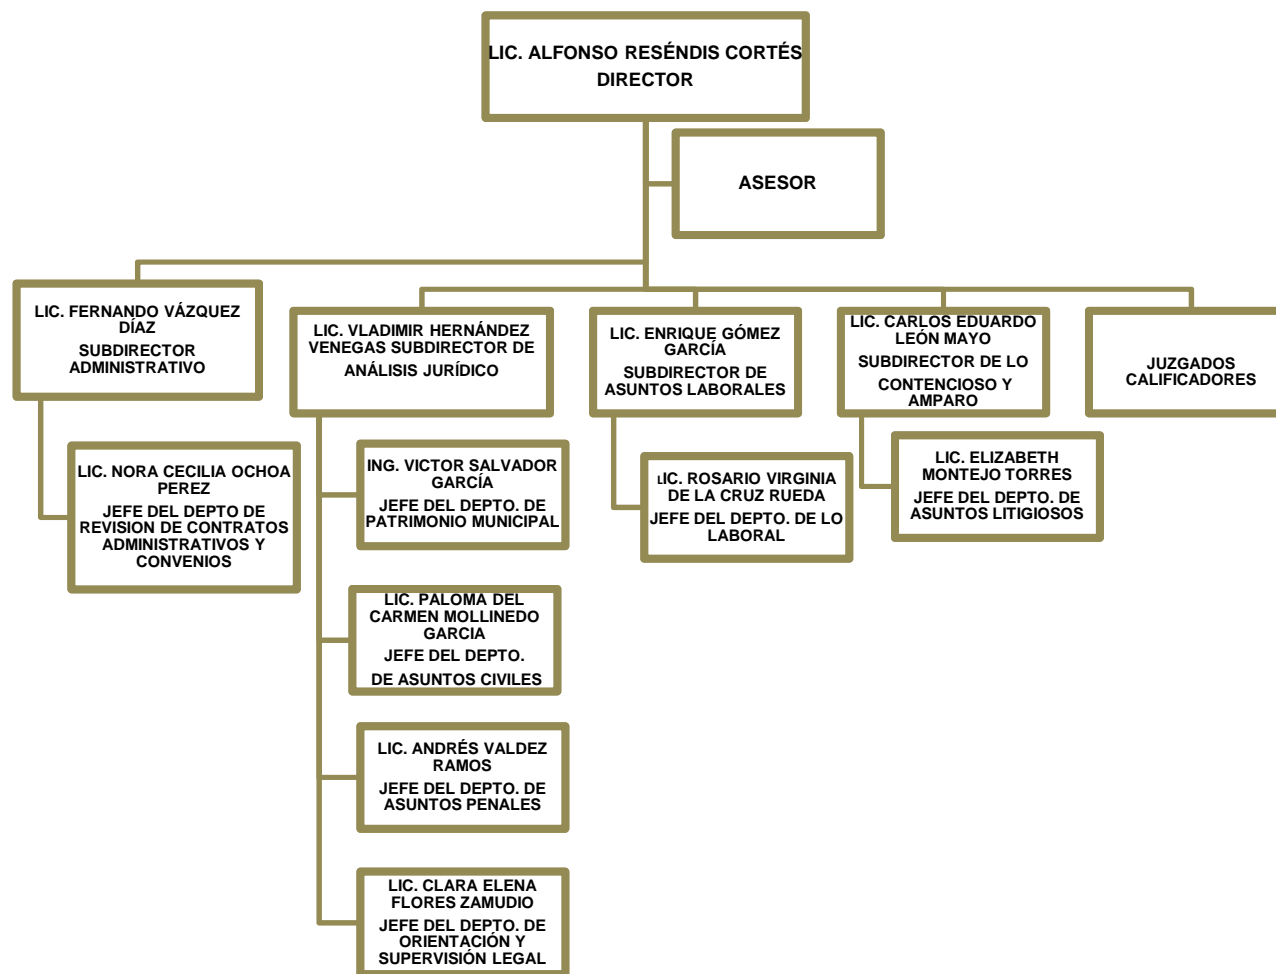 LIC. ALFONSO RESÉNDIS CORTÉS
DIRECTOR
ASESOR
LIC. FERNANDO VÁZQUEZ
DÍAZ
SUBDIRECTOR
ADMINISTRATIVO
LIC. VLADIMIR HERNÁNDEZ
VENEGAS SUBDIRECTOR DE
ANÁLISIS JURÍDICO
LIC. ENRIQUE GÓMEZ
GARCÍA
SUBDIRECTOR DE
ASUNTOS LABORALES
LIC. CARLOS EDUARDO
LEÓN MAYO
SUBDIRECTOR DE LO
CONTENCIOSO Y
AMPARO
JUZGADOS
CALIFICADORES
LIC. NORA CECILIA OCHOA
PEREZ
JEFE DEL DEPTO DE
REVISION DE CONTRATOS
ADMINISTRATIVOS Y
CONVENIOS
ING. VICTOR SALVADOR
GARCÍA
JEFE DEL DEPTO. DE
PATRIMONIO MUNICIPAL
LIC. ROSARIO VIRGINIA
DE LA CRUZ RUEDA
JEFE DEL DEPTO. DE LO
LABORAL
LIC. ELIZABETH
MONTEJO TORRES
JEFE DEL DEPTO. DE
ASUNTOS LITIGIOSOS
LIC. PALOMA DEL
CARMEN MOLLINEDO
GARCIA
JEFE DEL DEPTO.
DE ASUNTOS CIVILES
LIC. ANDRÉS VALDEZ
RAMOS
JEFE DEL DEPTO. DE
ASUNTOS PENALES
LIC. CLARA ELENA
FLORES ZAMUDIO
JEFE DEL DEPTO. DE
ORIENTACIÓN Y
SUPERVISIÓN LEGAL